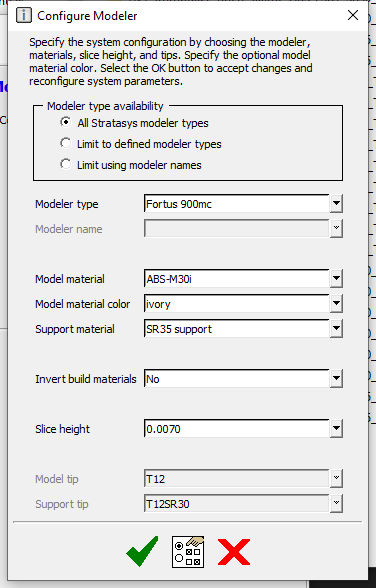 Configure Modeler
Specify the system configuration by choosing the modeler,
materials, slice height, and tips. Specify the optional model
material color. Select the OK button to accept changes and
reconfigure system parameters.
Modeler type availability
All Stratasys modeler types
Limit to defined modeler types
Limit using modeler names
Modeler type Fortus 900mc
Modeler name
Model material ABS-M30i
Model material color ivory
Support material SR35 support
Invert build materials No
Slice height 0.0070
Model tip T12
Support tip T12SR30